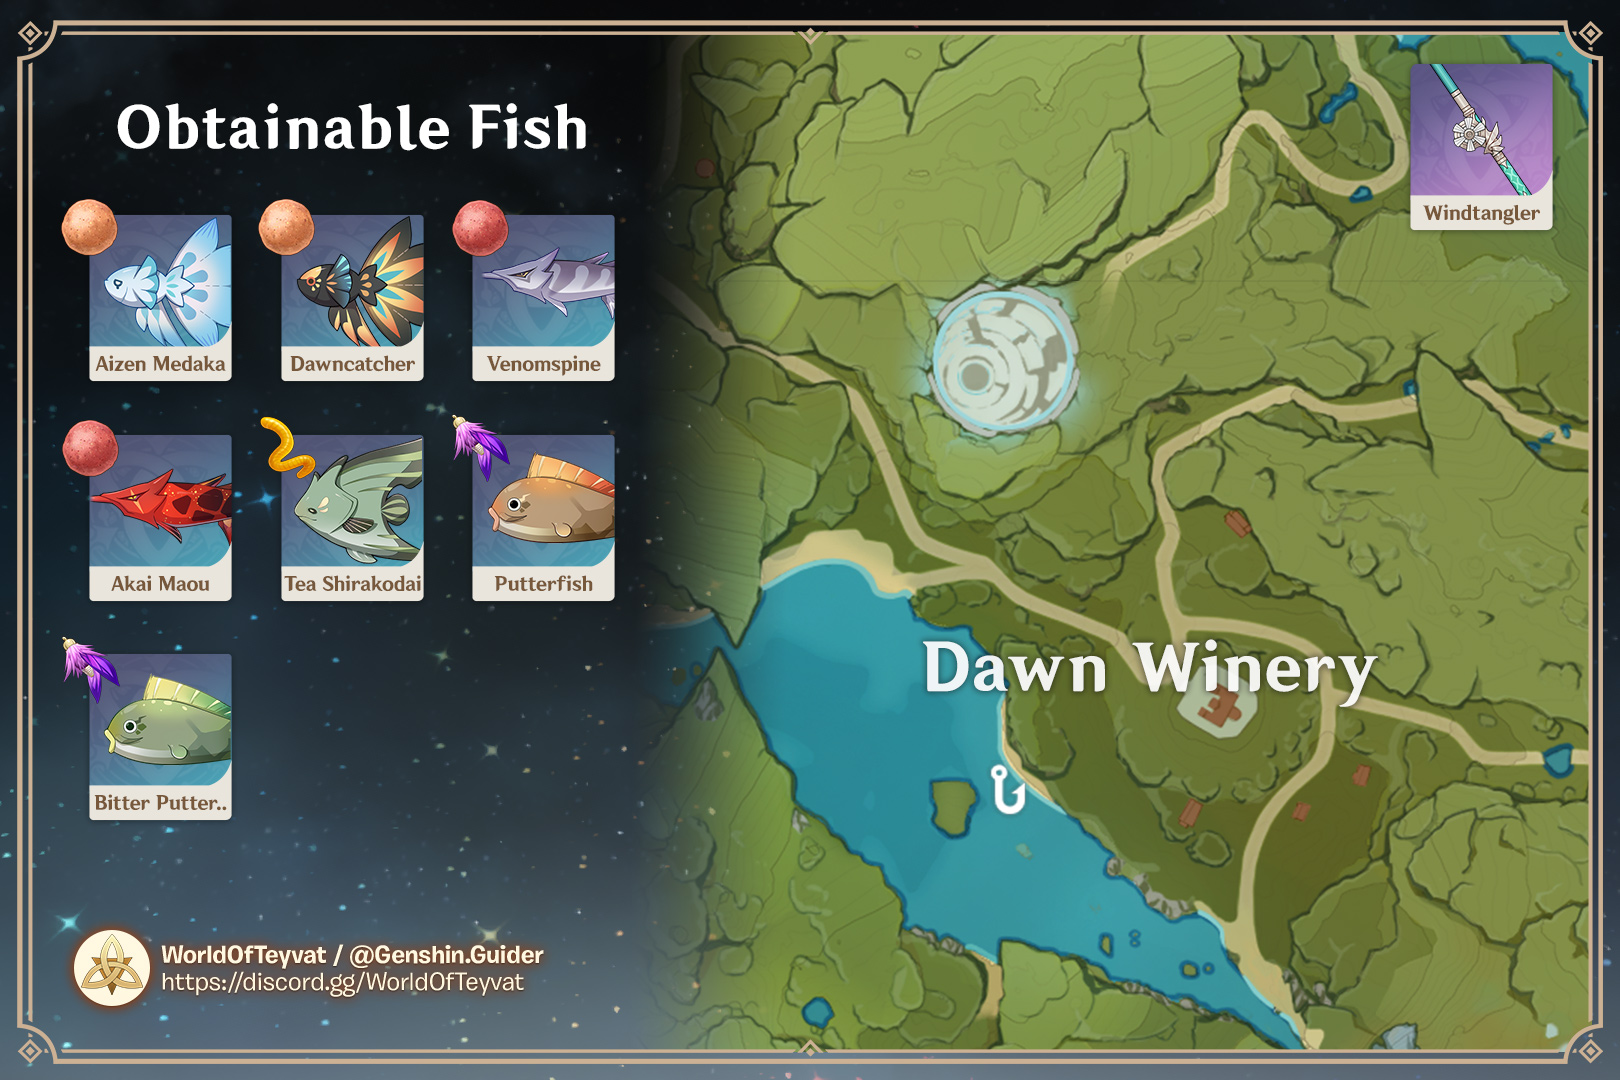 Obtainable Fish
Aizen Medaka
Dawncatcher
Venomspine
Akai Maou
Tea Shirakodai
Putterfish
Bitter Putter..
WorldOfTeyvat / @Genshin.Guider
https://discord.gg/WorldOfTeyvat
Windtangler
Dawn Winery